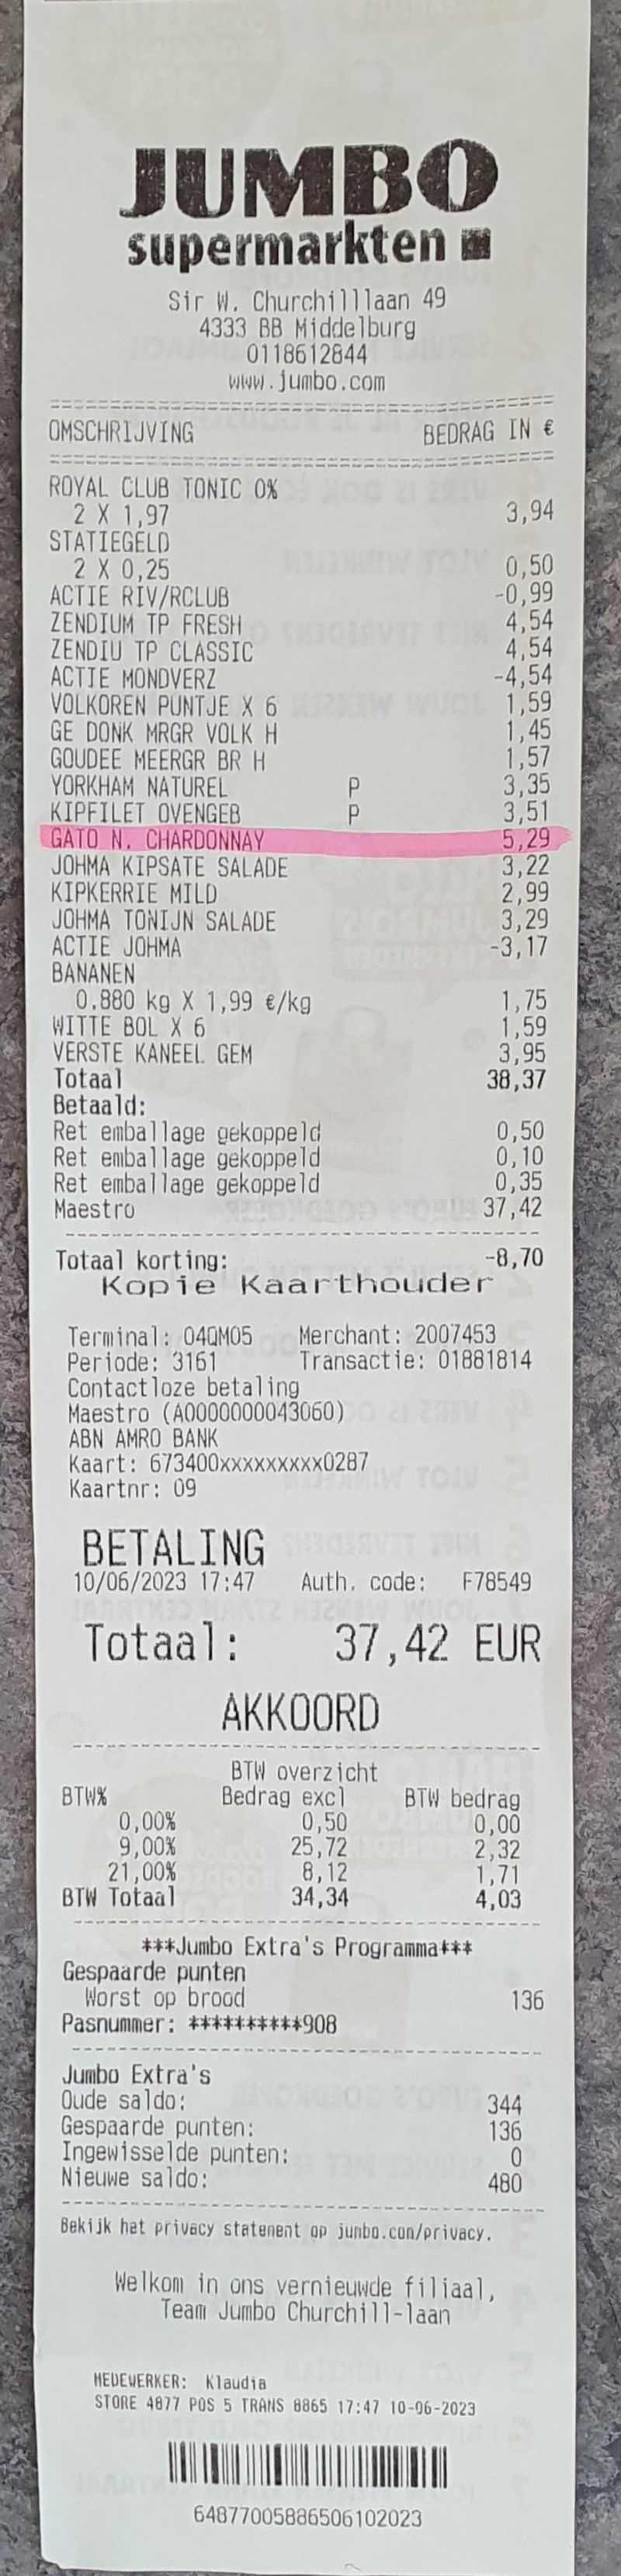 JUMBO
supermarkten
Sir W. Churchilllaan 49
4333 BB Middelburg
0118612844
www.jumbo.com
OMSCHRIJVING BEDRAG IN €
ROYAL CLUB TONIC 0%
2 X 1,97 3,94
STATIEGELD
2 X 0,25 0,50
ACTIE RIV/RCLUB -0,99
ZENDIUM TP FRESH 4,54
ZENDIU TP CLASSIC 4,54
ACTIE MONDVERZ -4,54
VOLKOREN PUNTJE X 6 1,59
GE DONK MRGR VOLK H 1,45
GOUDEE MEERGR BR H 1,57
YORKHAM NATUREL P 3,35
KIPFILET OVENGEB P 3,51
GATO N. CHARDONNAY 5,29
JOHMA KIPSATE SALADE 3,22
KIPKERRIE MILD 2,99
JOHMA TONIJN SALADE 3,29
ACTIE JOHMA -3,17
BANANEN
0.880 kg X 1,99 €/kg 1,75
WITTE BOL X 6 1,59
VERSTE KANEEL GEM 3,95
Totaal 38,37
Betaald:
Ret emballage gekoppeld 0,50
Ret emballage gekoppeld 0,10
Ret emballage gekoppeld 0,35
Maestro 37,42
Totaal korting: -8,70
Kopie Kaarthouder
Terminal: 04QM05 Merchant: 2007453
Periode: 3161 Transactie: 01881814
Contactloze betaling
Maestro (A0000000043060)
ABN AMRO BANK
Kaart: 673400xxxxxxxxx0287
Kaartnr: 09
BETALING
10/06/2023 17:47 Auth. code: F78549
Totaal: 37,42 EUR
AKKOORD
BTW overzicht
BTW% Bedrag excl BTW bedrag
0,00% 0,50 0,00
9,00% 25,72 2,32
21,00% 8,12 1,71
BTW Totaal 34,34 4,03
***Jumbo Extra's Programma***
Gespaarde punten
Worst op brood 136
Pasnummer: **********908
Jumbo Extra's
Oude saldo: 344
Gespaarde punten: 136
Ingewisselde punten: 0
Nieuwe saldo: 480
Bekijk het privacy statement op jumbo.com/privacy.
Welkom in ons vernieuwde filiaal,
Team Jumbo Churchill-laan
MEDEWERKER: Klaudia
STORE 4877 POS 5 TRANS 8865 17:47 10-06-2023
64877005886506102023